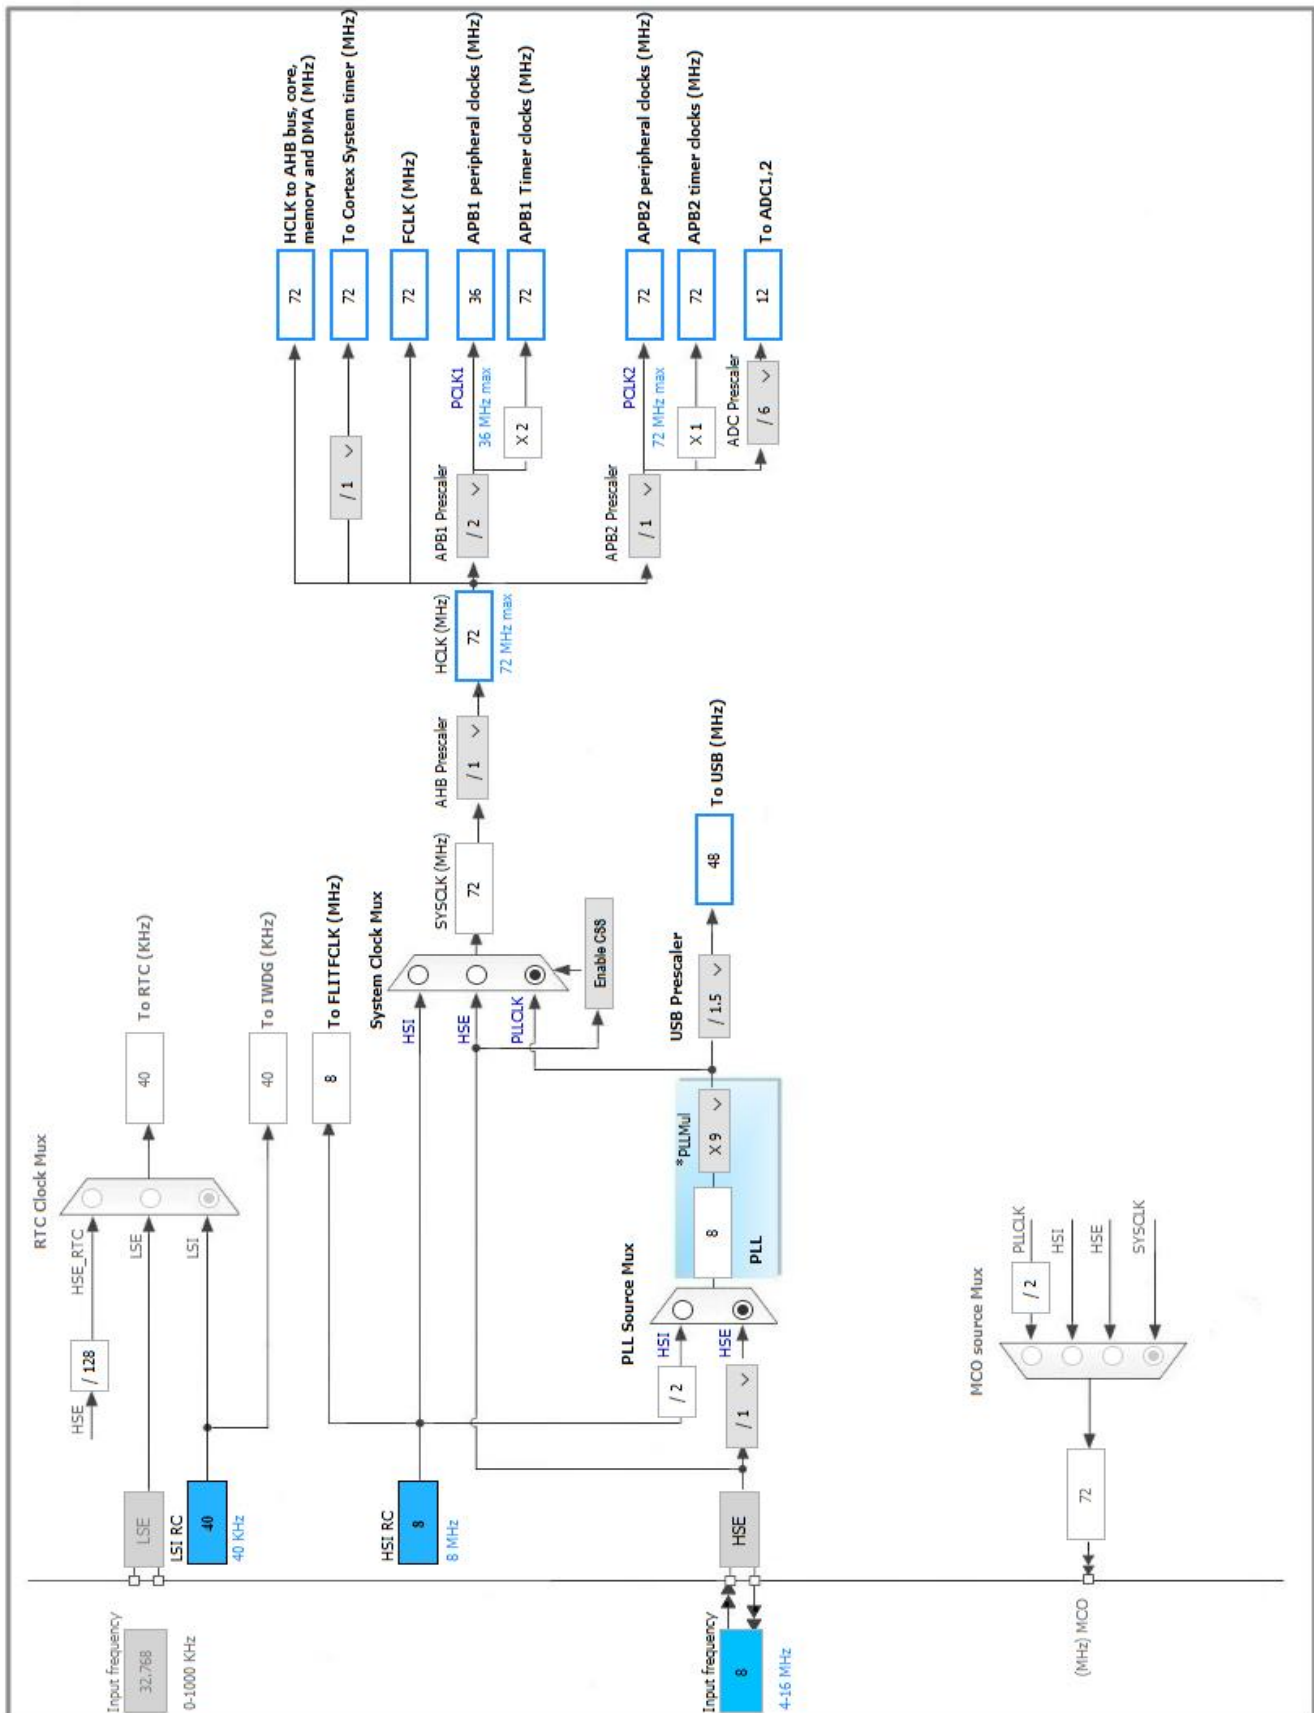 Input frequency
32.768
0-1000 KHz
LSE
LSI RC
40
40 KHz
HSE
/ 128
HSE_RTC
LSE
LSI
RTC Clock Mux
40
To RTC (KHz)
40
To IWDG (KHz)
8
To FLITFCLK (MHz)
HSI RC
8
8 MHz
Input frequency
8
4-16 MHz
HSE
/ 2
/ 1
HSI
HSE
PLL Source Mux
8
PLL
*PLLMul
X 9
USB Prescaler
/ 1.5
48
To USB (MHz)
HSI
HSE
PLLCLK
System Clock Mux
Enable CSS
SYSCLK (MHz)
72
AHB Prescaler
/ 1
HCLK (MHz)
72
72 MHz max
72
HCLK to AHB bus, core,
memory and DMA (MHz)
/ 1
72
To Cortex System timer (MHz)
72
FCLK (MHz)
APB1 Prescaler
/ 2
PCLK1
36 MHz max
36
APB1 peripheral clocks (MHz)
X 2
72
APB1 Timer clocks (MHz)
APB2 Prescaler
/ 1
PCLK2
72 MHz max
72
APB2 peripheral clocks (MHz)
X 1
72
APB2 timer clocks (MHz)
ADC Prescaler
/ 6
12
To ADC1,2
MCO source Mux
PLLCLK
/ 2
HSI
HSE
SYSCLK
72
(MHz) MCO